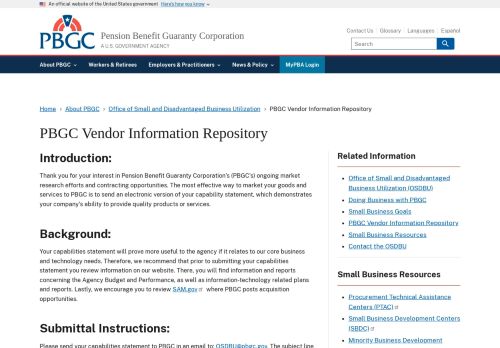 An official website of the United States government Here's how you know
PBGC
Pension Benefit Guaranty Corporation
A U.S. GOVERNMENT AGENCY
Contact Us Glossary Languages Español
Search
About PBGC Workers & Retirees Employers & Practitioners News & Policy MyPBA Login
Home › About PBGC › Office of Small and Disadvantaged Business Utilization › PBGC Vendor Information Repository
PBGC Vendor Information Repository
Introduction:
Thank you for your interest in Pension Benefit Guaranty Corporation's (PBGC's) ongoing market
research efforts and contracting opportunities. The most effective way to market your goods and
services to PBGC is to send an electronic version of your capability statement, which demonstrates
your company's ability to provide quality products or services.
Background:
Your capabilities statement will prove more useful to the agency if it relates to our core business
and technology needs. Therefore, we recommend that prior to submitting your capabilities
statement you review information on our website. There, you will find information and reports
concerning the Agency Budget and Performance, as well as information-technology related plans
and reports. Lastly, we encourage you to review SAM.gov where PBGC posts acquisition
opportunities.
Submittal Instructions:
Please send your capabilities statement to PBGC in an email to: OSDBU@pbgc.gov. The subject line
Related Information
Office of Small and Disadvantaged
Business Utilization (OSDBU)
Doing Business with PBGC
Small Business Goals
PBGC Vendor Information Repository
Small Business Resources
Contact the OSDBU
Small Business Resources
Procurement Technical Assistance
Centers (PTAC)
Small Business Development Centers
(SBDC)
Minority Business Development